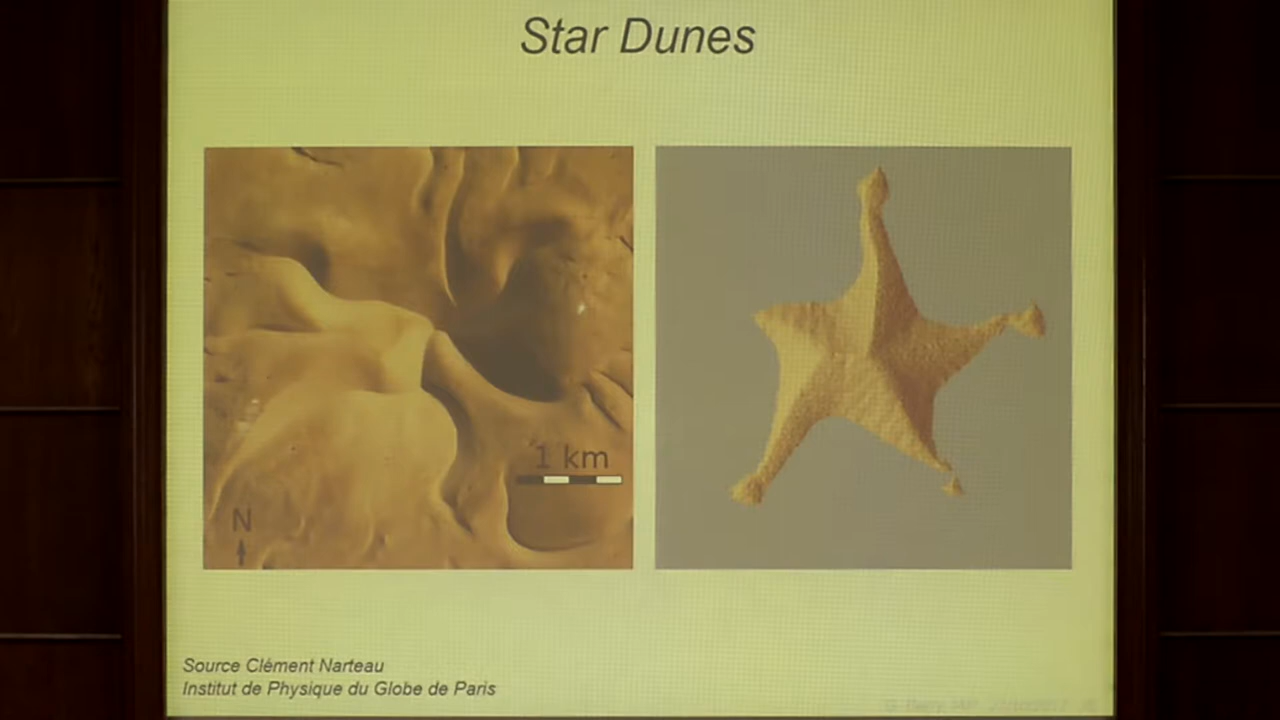 Star Dunes
1 km
N
Source Clément Narteau
Institut de Physique du Globe de Paris